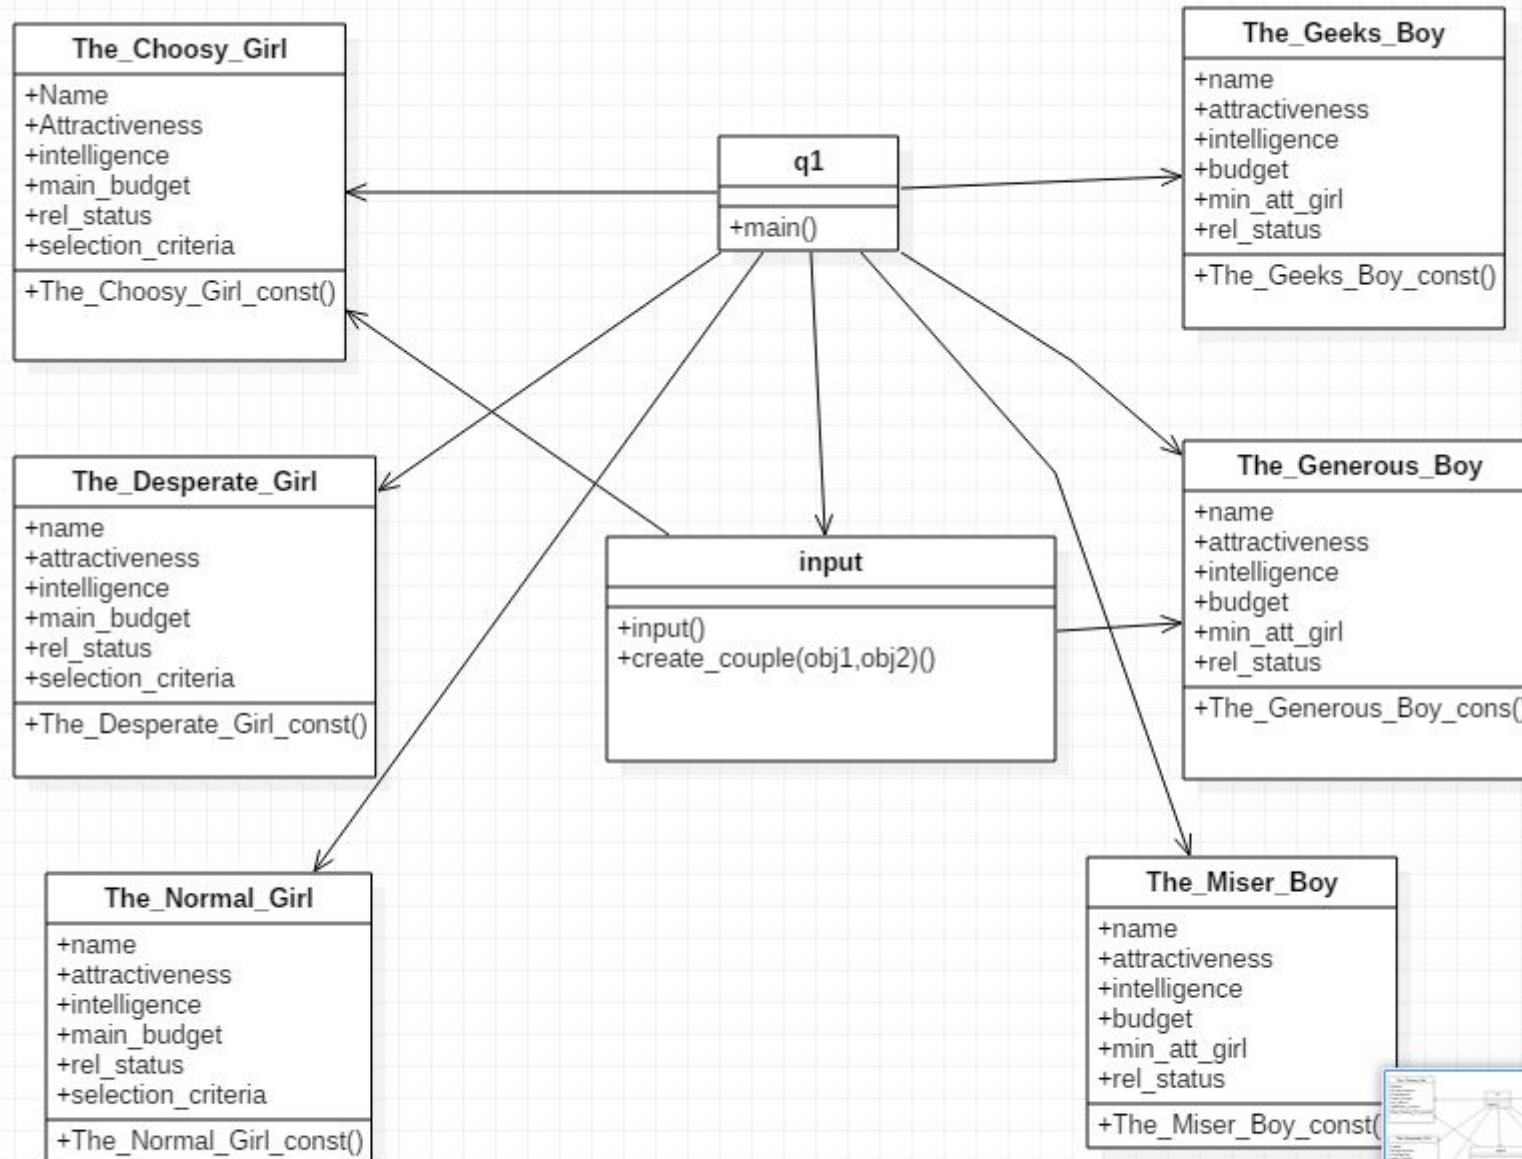 The_Choosy_Girl
+Name
+Attractiveness
+intelligence
+main_budget
+rel_status
+selection_criteria
+The_Choosy_Girl_const()
q1
+main()
The_Geeks_Boy
+name
+attractiveness
+intelligence
+budget
+min_att_girl
+rel_status
+The_Geeks_Boy_const()
The_Desperate_Girl
+name
+attractiveness
+intelligence
+main_budget
+rel_status
+selection_criteria
+The_Desperate_Girl_const()
input
+input()
+create_couple(obj1,obj2)()
The_Generous_Boy
+name
+attractiveness
+intelligence
+budget
+min_att_girl
+rel_status
+The_Generous_Boy_cons()
The_Normal_Girl
+name
+attractiveness
+intelligence
+main_budget
+rel_status
+selection_criteria
+The_Normal_Girl_const()
The_Miser_Boy
+name
+attractiveness
+intelligence
+budget
+min_att_girl
+rel_status
+The_Miser_Boy_const(